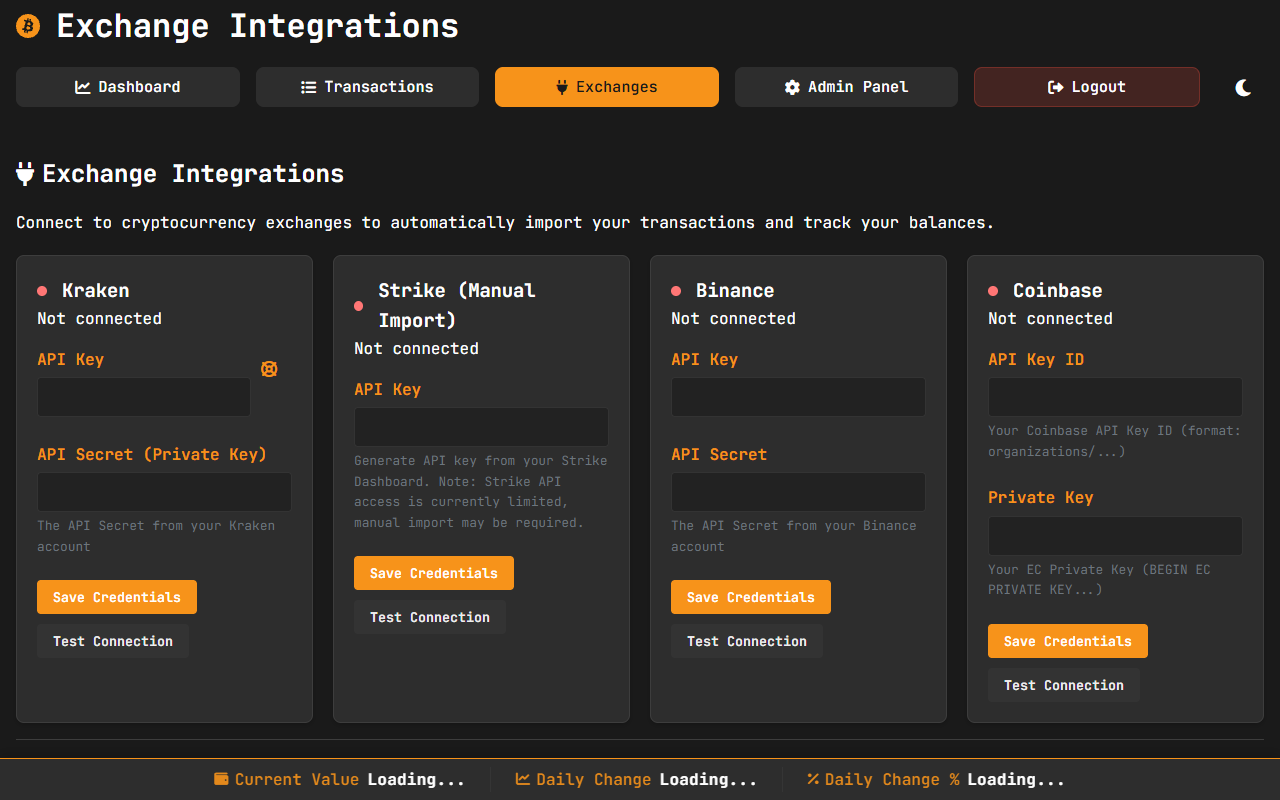 Exchange Integrations
Dashboard
Transactions
Exchanges
Admin Panel
Logout
Exchange Integrations
Connect to cryptocurrency exchanges to automatically import your transactions and track your balances.
Kraken
Not connected
API Key
API Secret (Private Key)
The API Secret from your Kraken
account
Save Credentials
Test Connection
Strike (Manual
Import)
Not connected
API Key
Generate API key from your Strike
Dashboard. Note: Strike API
access is currently limited,
manual import may be required.
Save Credentials
Test Connection
Binance
Not connected
API Key
API Secret
The API Secret from your Binance
account
Save Credentials
Test Connection
Coinbase
Not connected
API Key ID
Your Coinbase API Key ID (format:
organizations/...)
Private Key
Your EC Private Key (BEGIN EC
PRIVATE KEY...)
Save Credentials
Test Connection
Current Value Loading...
Daily Change Loading...
Daily Change % Loading...